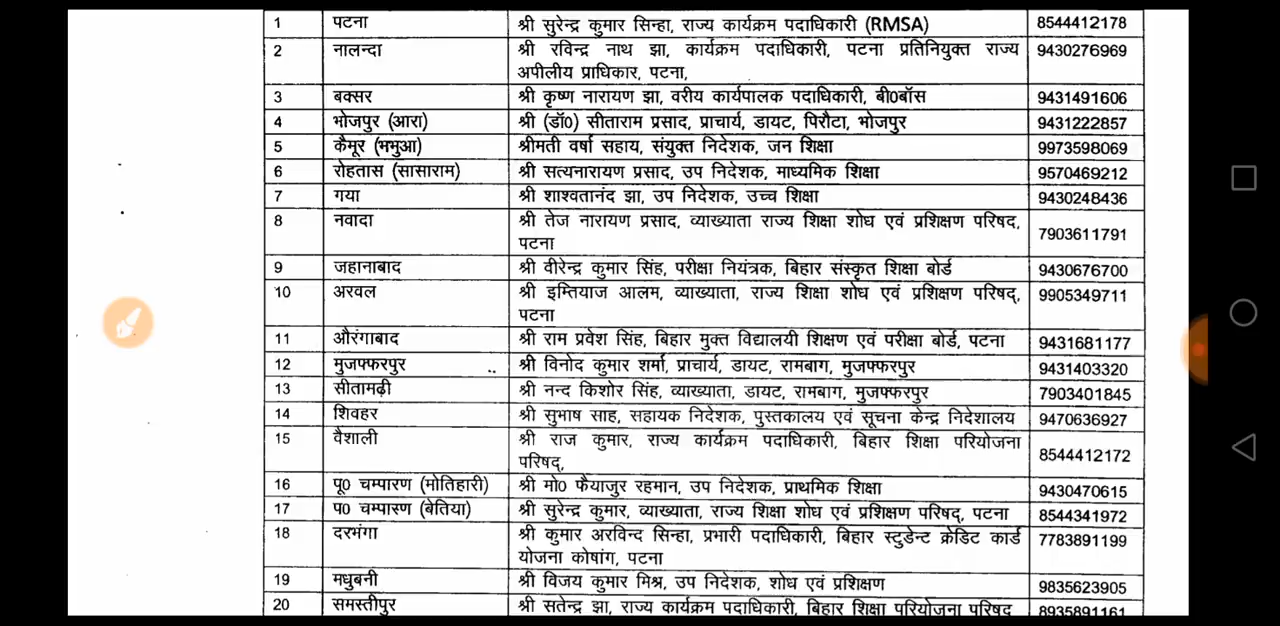 1 पटना श्री सुरेन्द्र कुमार सिन्हा, राज्य कार्यक्रम पदाधिकारी (RMSA) 8544412178
2 नालन्दा श्री रविन्द्र नाथ झा, कार्यक्रम पदाधिकारी, पटना प्रतिनियुक्त राज्य 9430276969
अपीलीय प्राधिकार, पटना,
3 बक्सर श्री कृष्ण नारायण झा, वरीय कार्यपालक पदाधिकारी, बी0बॉस 9431491606
4 भोजपुर (आरा) श्री (डॉ0) सीताराम प्रसाद, प्राचार्य, डायट, पिरौटा, भोजपुर 9431222857
5 कैमूर (भभुआ) श्रीमती वर्षा सहाय, संयुक्त निदेशक, जन शिक्षा 9973598069
6 रोहतास (सासाराम) श्री सत्यनारायण प्रसाद, उप निदेशक, माध्यमिक शिक्षा 9570469212
7 गया श्री शाश्वतानंद झा, उप निदेशक, उच्च शिक्षा 9430248436
8 नवादा श्री तेज नारायण प्रसाद, व्याख्याता राज्य शिक्षा शोध एवं प्रशिक्षण परिषद, 7903611791
पटना
9 जहानाबाद श्री वीरेन्द्र कुमार सिंह, परीक्षा नियंत्रक, बिहार संस्कृत शिक्षा बोर्ड 9430676700
10 अरवल श्री इम्तियाज आलम, व्याख्याता, राज्य शिक्षा शोध एवं प्रशिक्षण परिषद्, 9905349711
पटना
11 औरंगाबाद श्री राम प्रवेश सिंह, बिहार मुक्त विद्यालयी शिक्षण एवं परीक्षा बोर्ड, पटना 9431681177
12 मुजफ्फरपुर श्री विनोद कुमार शर्मा, प्राचार्य, डायट, रामबाग, मुजफ्फरपुर 9431403320
13 सीतामढ़ी श्री नन्द किशोर सिंह, व्याख्याता, डायट, रामबाग, मुजफ्फरपुर 7903401845
14 शिवहर श्री सुभाष साह, सहायक निदेशक, पुस्तकालय एवं सूचना केन्द्र निदेशालय 9470636927
15 वैशाली श्री राज कुमार, राज्य कार्यक्रम पदाधिकारी, बिहार शिक्षा परियोजना 8544412172
परिषद्,
16 पू0 चम्पारण (मोतिहारी) श्री मो0 फैयाजुर रहमान, उप निदेशक, प्राथमिक शिक्षा 9430470615
17 प0 चम्पारण (बेतिया) श्री सुरेन्द्र कुमार, व्याख्याता, राज्य शिक्षा शोध एवं प्रशिक्षण परिषद्, पटना 8544341972
18 दरभंगा श्री कुमार अरविन्द सिन्हा, प्रभारी पदाधिकारी, बिहार स्टुडेन्ट क्रेडिट कार्ड 7783891199
योजना कोषांग, पटना
19 मधुबनी श्री विजय कुमार मिश्र, उप निदेशक, शोध एवं प्रशिक्षण 9835623905
20 समस्तीपुर श्री सतेन्द्र झा, राज्य कार्यक्रम पदाधिकारी, बिहार शिक्षा परियोजना परिषद 8935891161